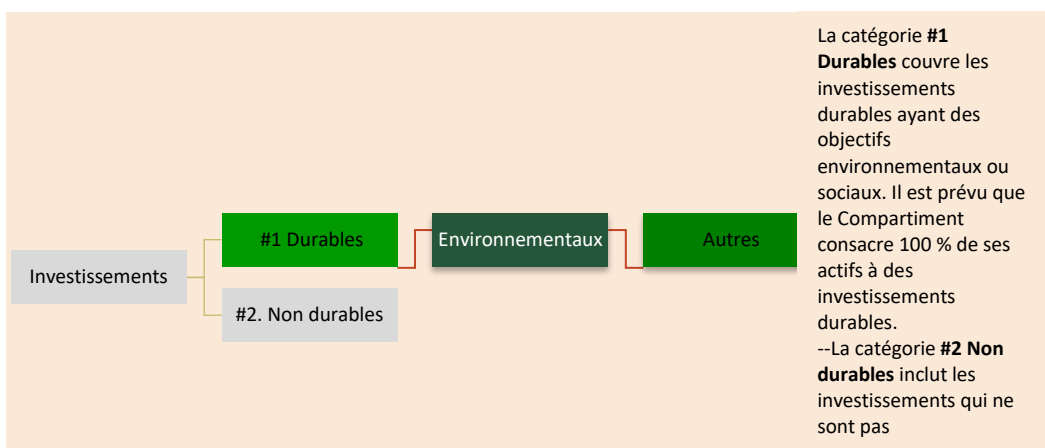 Investissements
#1 Durables
#2. Non durables
Environnementaux
Autres
La catégorie #1
Durables couvre les
investissements
durables ayant des
objectifs
environnementaux ou
sociaux. Il est prévu que
le Compartiment
consacre 100 % de ses
actifs à des
investissements
durables.
--La catégorie #2 Non
durables inclut les
investissements qui ne
sont pas